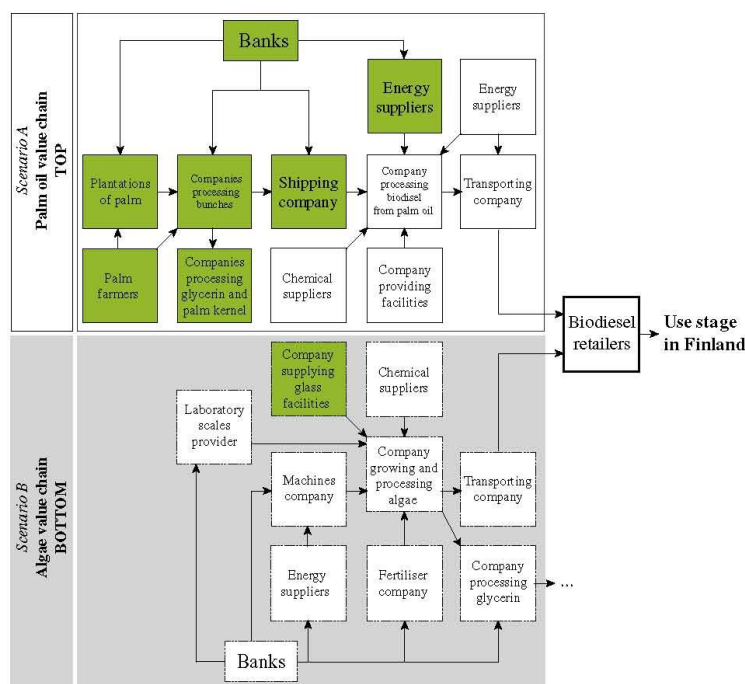 Scenario A
Palm oil value chain
TOP
Banks
Energy
suppliers
Energy
suppliers
Plantations
of palm
Companies
processing
bunches
Shipping
company
Company
processing
biodisel
from palm oil
Transporting
company
Palm
farmers
Companies
processing
glycerin and
palm kernel
Chemical
suppliers
Company
providing
facilities
Biodiesel
retailers
Use stage
in Finland
Scenario B
Algae value chain
BOTTOM
Company
supplying
glass
facilities
Chemical
suppliers
Laboratory
scales
provider
Machines
company
Company
growing and
processing
algae
Transporting
company
Energy
suppliers
Fertiliser
company
Company
processing
glycerin
...
Banks